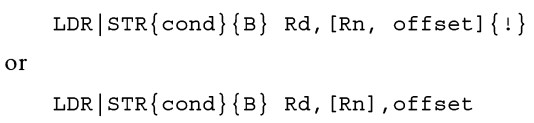 LDR|STR{cond}{B} Rd,[Rn, offset]{!}
or
LDR|STR{cond}{B} Rd,[Rn],offset